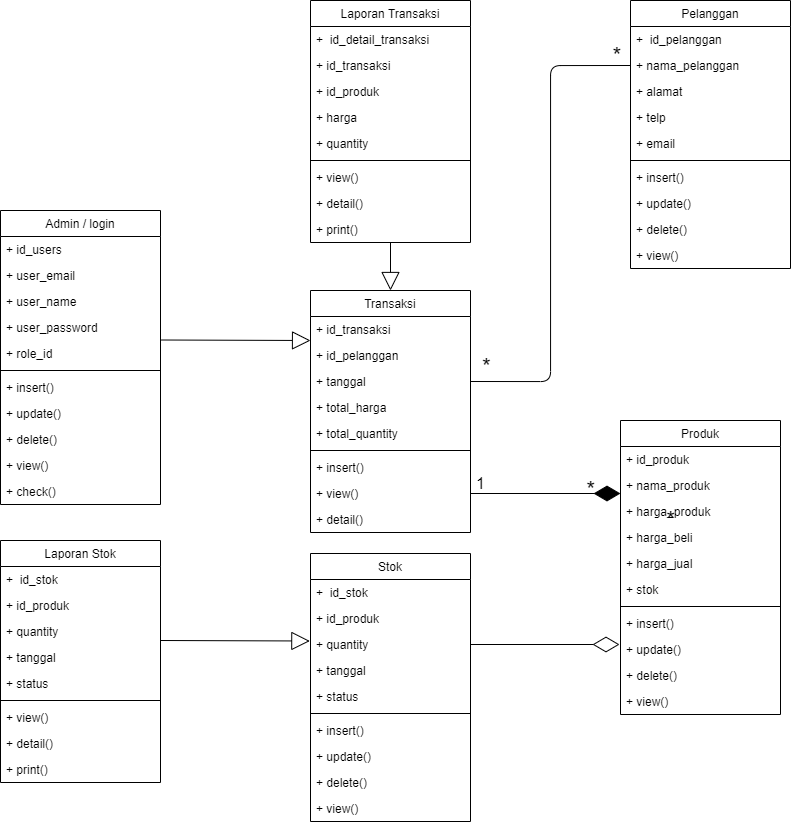 Laporan Transaksi
+ id_detail_transaksi
+ id_transaksi
+ id_produk
+ harga
+ quantity
+ view()
+ detail()
+ print()
Pelanggan
+ id_pelanggan
+ nama_pelanggan
+ alamat
+ telp
+ email
+ insert()
+ update()
+ delete()
+ view()
*
Admin / login
+ id_users
+ user_email
+ user_name
+ user_password
+ role_id
+ insert()
+ update()
+ delete()
+ view()
+ check()
Transaksi
+ id_transaksi
+ id_pelanggan
+ tanggal
+ total_harga
+ total_quantity
+ insert()
+ view()
+ detail()
*
1
*
Produk
+ id_produk
+ nama_produk
+ harga_produk
*
+ harga_beli
+ harga_jual
+ stok
+ insert()
+ update()
+ delete()
+ view()
Laporan Stok
+ id_stok
+ id_produk
+ quantity
+ tanggal
+ status
+ view()
+ detail()
+ print()
Stok
+ id_stok
+ id_produk
+ quantity
+ tanggal
+ status
+ insert()
+ update()
+ delete()
+ view()